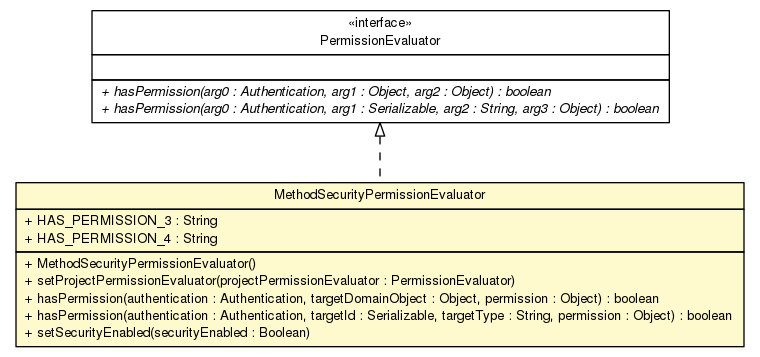 «interface»
PermissionEvaluator
+ hasPermission(arg0 : Authentication, arg1 : Object, arg2 : Object) : boolean
+ hasPermission(arg0 : Authentication, arg1 : Serializable, arg2 : String, arg3 : Object) : boolean
MethodSecurityPermissionEvaluator
+ HAS_PERMISSION_3 : String
+ HAS_PERMISSION_4 : String
+ MethodSecurityPermissionEvaluator()
+ setProjectPermissionEvaluator(projectPermissionEvaluator : PermissionEvaluator)
+ hasPermission(authentication : Authentication, targetDomainObject : Object, permission : Object) : boolean
+ hasPermission(authentication : Authentication, targetId : Serializable, targetType : String, permission : Object) : boolean
+ setSecurityEnabled(securityEnabled : Boolean)